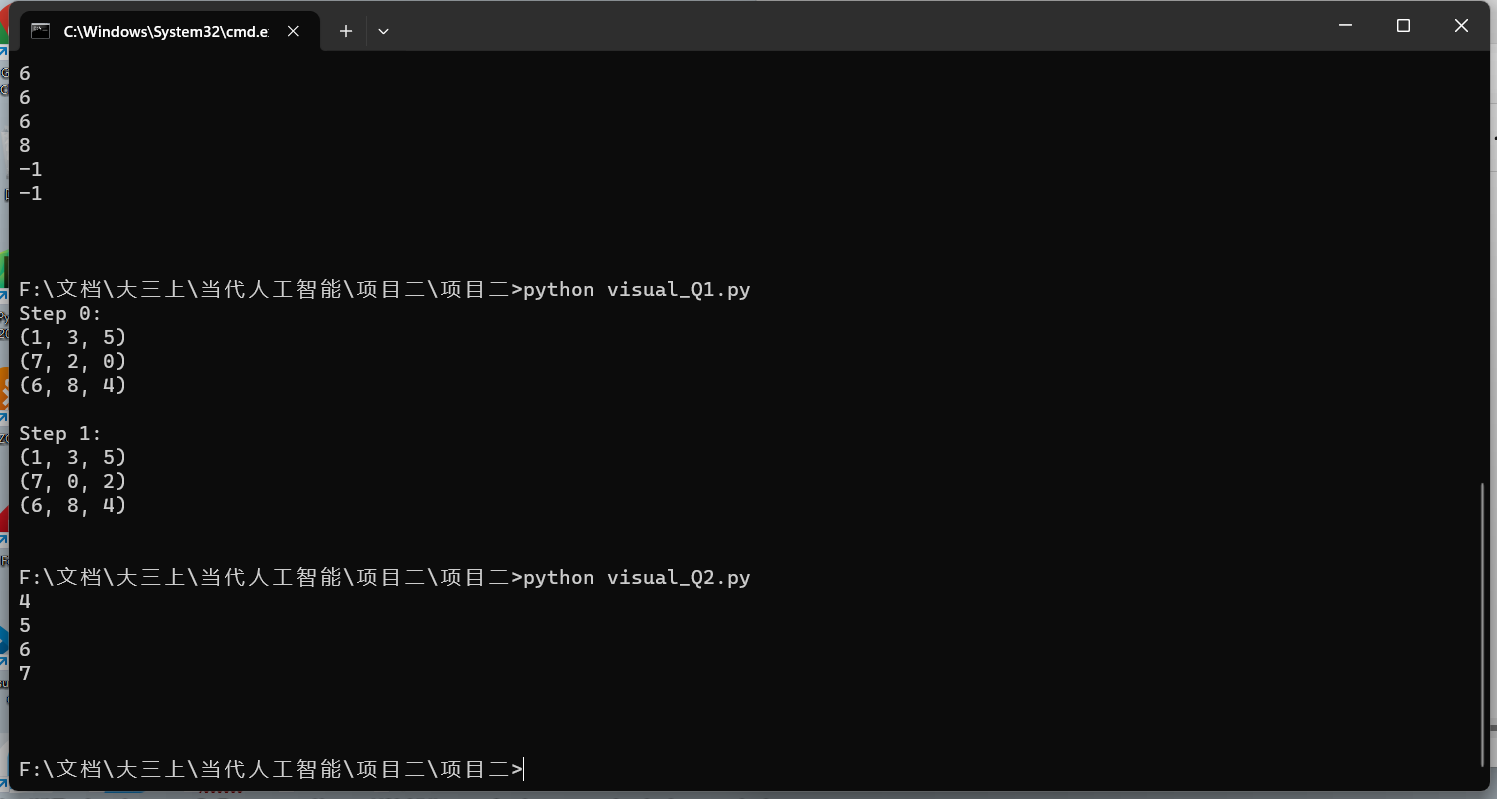 C:\Windows\System32\cmd.e
6
6
6
8
-1
-1
F:\文档\大三上\当代人工智能\项目二\项目二>python visual_Q1.py
Step 0:
(1, 3, 5)
(7, 2, 0)
(6, 8, 4)
Step 1:
(1, 3, 5)
(7, 0, 2)
(6, 8, 4)
F:\文档\大三上\当代人工智能\项目二\项目二>python visual_Q2.py
4
5
6
7
F:\文档\大三上\当代人工智能\项目二\项目二>